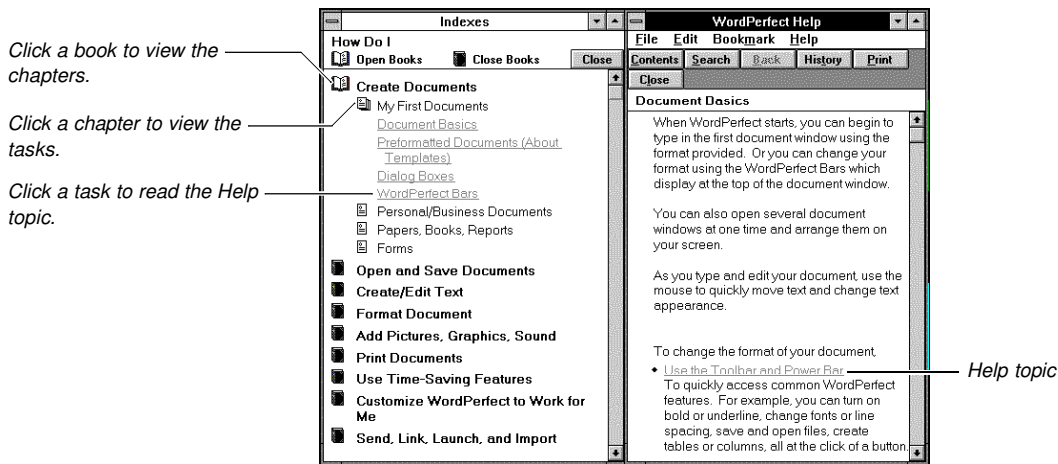 Click a book to view the
chapters.
Click a chapter to view the
tasks.
Click a task to read the Help
topic.
Indexes
How Do I
Open Books Close Books Close
Create Documents
My First Documents
Document Basics
Preformatted Documents (About
Templates)
Dialog Boxes
WordPerfect Bars
Personal/Business Documents
Papers, Books, Reports
Forms
Open and Save Documents
Create/Edit Text
Format Document
Add Pictures, Graphics, Sound
Print Documents
Use Time-Saving Features
Customize WordPerfect to Work for
Me
Send, Link, Launch, and Import
WordPerfect Help
File Edit Bookmark Help
Contents Search Back History Print
Close
Document Basics
When WordPerfect starts, you can begin to
type in the first document window using the
format provided. Or you can change your
format using the WordPerfect Bars which
display at the top of the document window.
You can also open several document
windows at one time and arrange them on
your screen.
As you type and edit your document, use the
mouse to quickly move text and change text
appearance.
To change the format of your document,
• Use the Toolbar and Power Bar
To quickly access common WordPerfect
features. For example, you can turn on
bold or underline, change fonts or line
spacing, save and open files, create
tables or columns, all at the click of a button.
Help topic